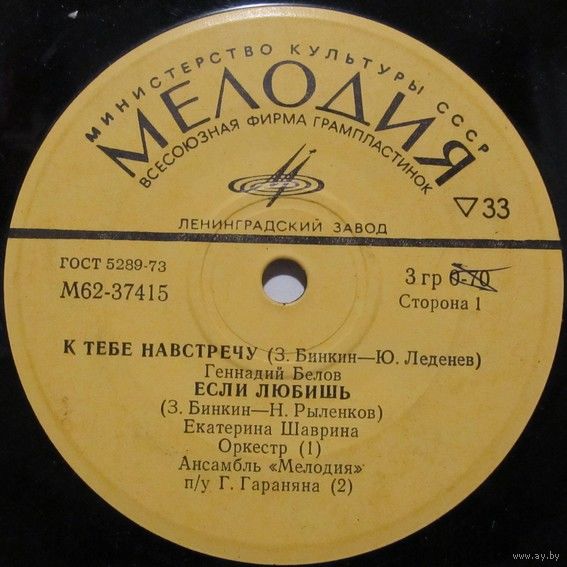 МИНИСТЕРСТВО КУЛЬТУРЫ СССР
МЕЛОДИЯ
ВСЕСОЮЗНАЯ ФИРМА ГРАМПЛАСТИНОК
▽33
ЛЕНИНГРАДСКИЙ ЗАВОД
ГОСТ 5289-73
М62-37415
3 гр 0-70
Сторона 1
К ТЕБЕ НАВСТРЕЧУ (З. Бинкин—Ю. Леденев)
Геннадий Белов
ЕСЛИ ЛЮБИШЬ
(З. Бинкин—Н. Рыленков)
Екатерина Шаврина
Оркестр (1)
Ансамбль «Мелодия»
п/у Г. Гараняна (2)
www.ay.by